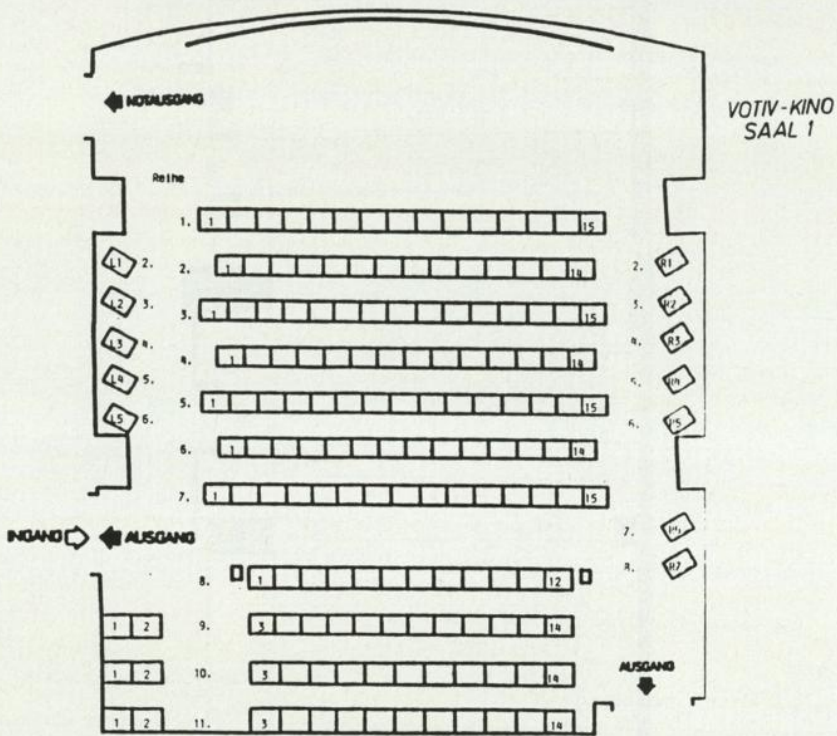 NOTAUSGANG
VOTIV-KINO
SAAL 1
Reihe
1. 1 15
L1 2. 2. 1 14 2. R1
L2 3. 3. 1 15 3. R2
L3 4. 4. 1 14 4. R3
L4 5. 5. 1 15 5. R4
L5 6. 6. 1 14 6. R5
7. 1 15
7.
INGANG AUSGANG
8. 1 12 8. R7
1 2 9. 3 14
1 2 10. 3 14
AUSGANG
1 2 11. 3 14